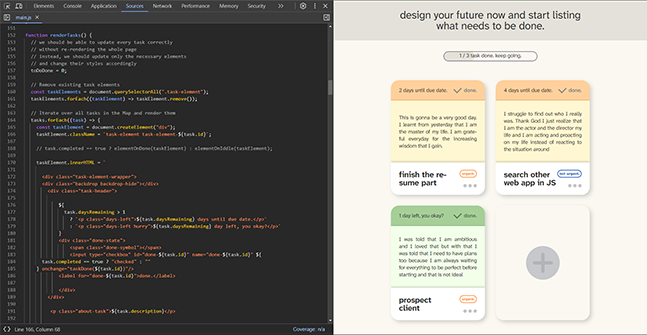 Elements
Console
Sources
Network
Performance
Memory
main.js
151
152 function renderTasks() {
153 // we should be able to update every task correctly
154 // without re-rendering the whole page
155 // instead, we should update only the necessary elements
156 // and change their styles accordingly
157 toDoDone = 0;
158
159 // Remove existing task elements
160 const taskElements = document.querySelectorAll(".task-element");
161 taskElements.forEach((taskElement) => taskElement.remove());
162
163 // Iterate over all tasks in the Map and render them
164 tasks.forEach((task) => {
165 const taskElement = document.createElement("div");
166 taskElement.className = `task-element task-element-${task.id}`;
167
168 // task.completed == true ? elementOnDone(taskElement) : elementOnIddle(taskElement);
169
170 taskElement.innerHTML = `
171
172 <div class="task-element-wrapper">
173 <div class="backdrop backdrop-hide"></div>
174 <div class="task-header">
175
176 ${
177 task.daysRemaining > 1
178 ? `<p class="days-left">${task.daysRemaining} days until due date.</p>`
179 : `<p class="days-left hurry">${task.daysRemaining} day left, you okay?</p>`
180 }
181 <div class="done-state">
182 <span class="done-symbol"></span>
183 <input type="checkbox" id="done-${task.id}" name="done-${task.id}" ${
184 task.completed == true ? "checked" : ""
185 } onchange="taskDone(${task.id})"/>
186 <label for="done-${task.id}">done.</label>
187
188 </div>
189 </div>
190
191 <p class="about-task">${task.description}</p>
192
Line 166, Column 68
Coverage: n/a
design your future now and start listing
what needs to be done.
1 / 3 task done. keep going.
2 days until due date.
done.
This is gonna be a very good day.
I learnt from yesterday that I
am the master of my life. I am grate-
ful everyday for the increasing
wisdom that I gain.
finish the re-
sume part
urgent
4 days until due date.
done.
I struggle to find out who I really
was. Thank God I just realize that
I am the actor and the director my
life and I am acting and proacting
on my life instead of reacting to
the situation around
search other
web app in JS
not urgent
1 day left, you okay?
done.
I was told that I am ambitious
and I loved that but with that I
was told that I need to have plans
too because I am always waiting
for everything to be perfect before
starting and that is not ideal
prospect
client
urgent